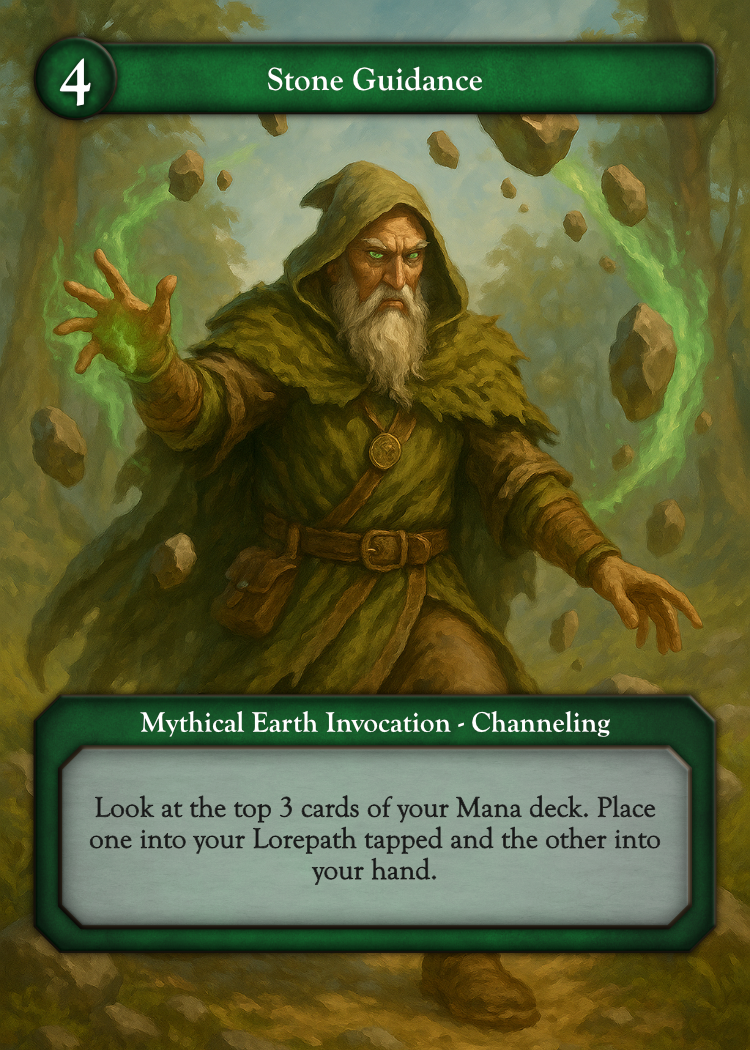 4
Stone Guidance
Mythical Earth Invocation - Channeling
Look at the top 3 cards of your Mana deck. Place
one into your Lorepath tapped and the other into
your hand.